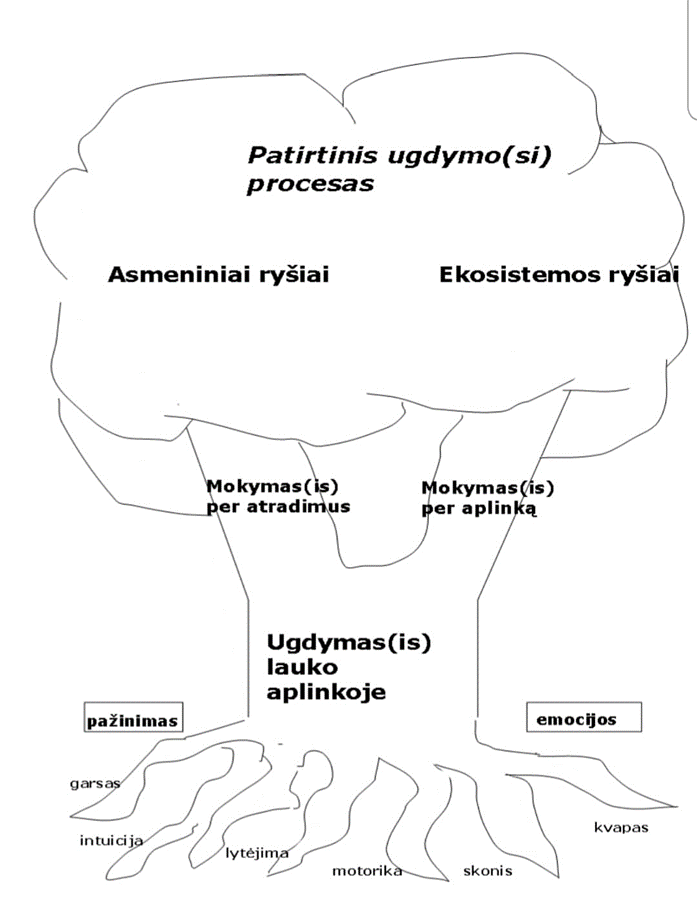 Patirtinis ugdymo(si)
procesas
Asmeniniai ryšiai
Ekosistemos ryšiai
Mokymas(is)
per atradimus
Mokymas(is)
per aplinką
Ugdymas(is)
lauko
aplinkoje
pažinimas
emocijos
garsas
intuicija
lytėjima
motorika
skonis
kvapas